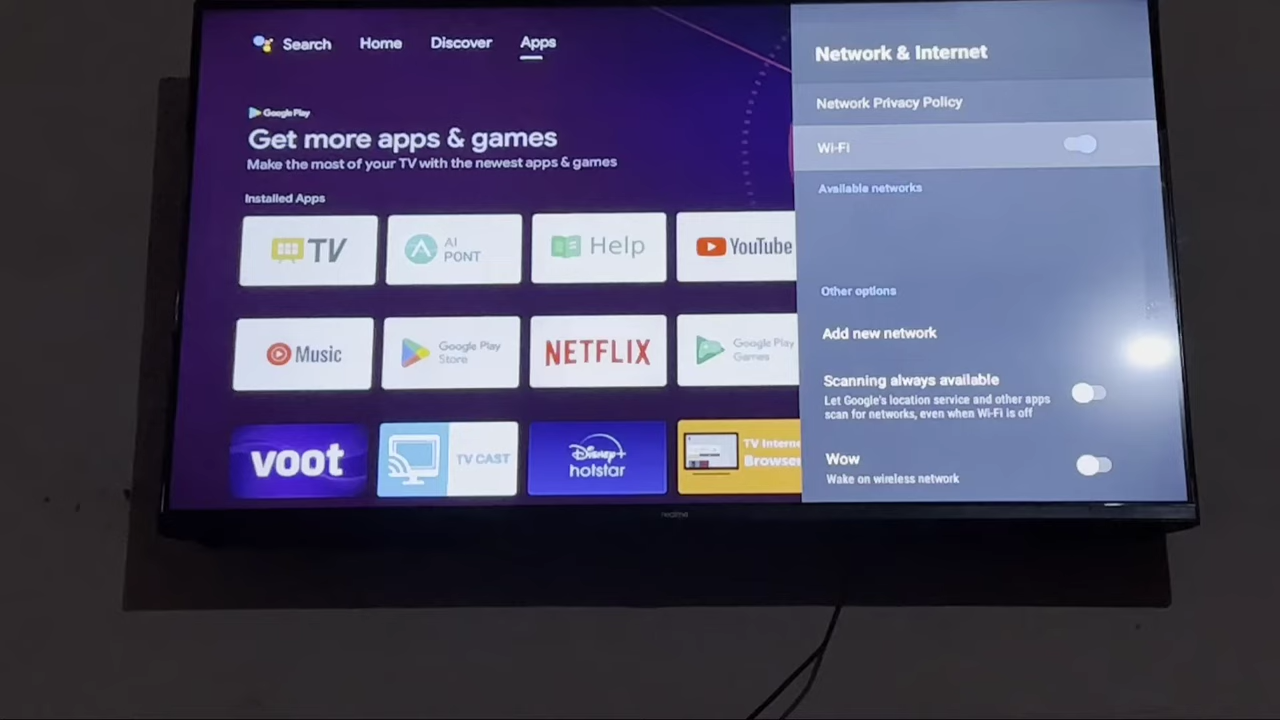 Search Home Discover Apps
Google Play
Get more apps & games
Make the most of your TV with the newest apps & games
Installed Apps
TV
AI
PONT
Help
YouTube
Music
Google Play
Store
NETFLIX
Google Play
Games
voot
TV CAST
Disney+
hotstar
TV Interne
Browser
realme
Network & Internet
Network Privacy Policy
Wi-Fi
Available networks
Other options
Add new network
Scanning always available
Let Google's location service and other apps
scan for networks, even when Wi-Fi is off
Wow
Wake on wireless network